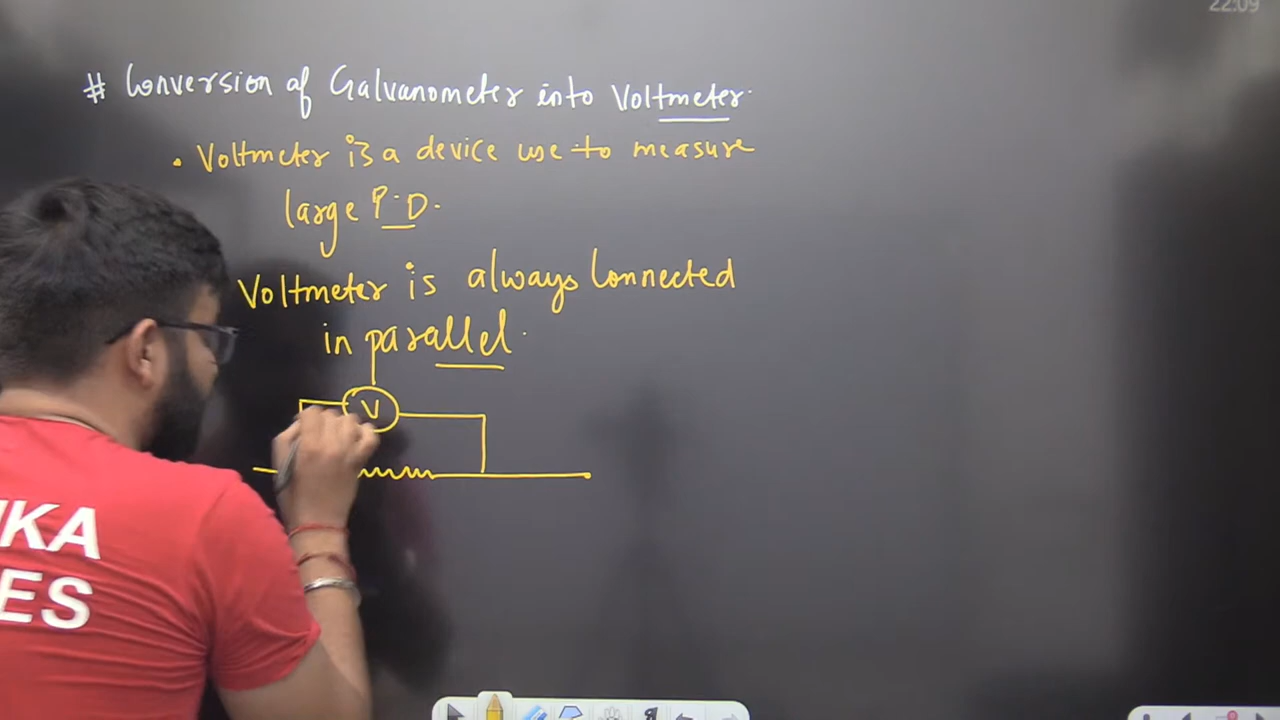 22:09
# Conversion of Galvanometer into Voltmeter.
• Voltmeter is a device use to measure
large P.D.
Voltmeter is always Connected
in parallel.
V
KA
ES